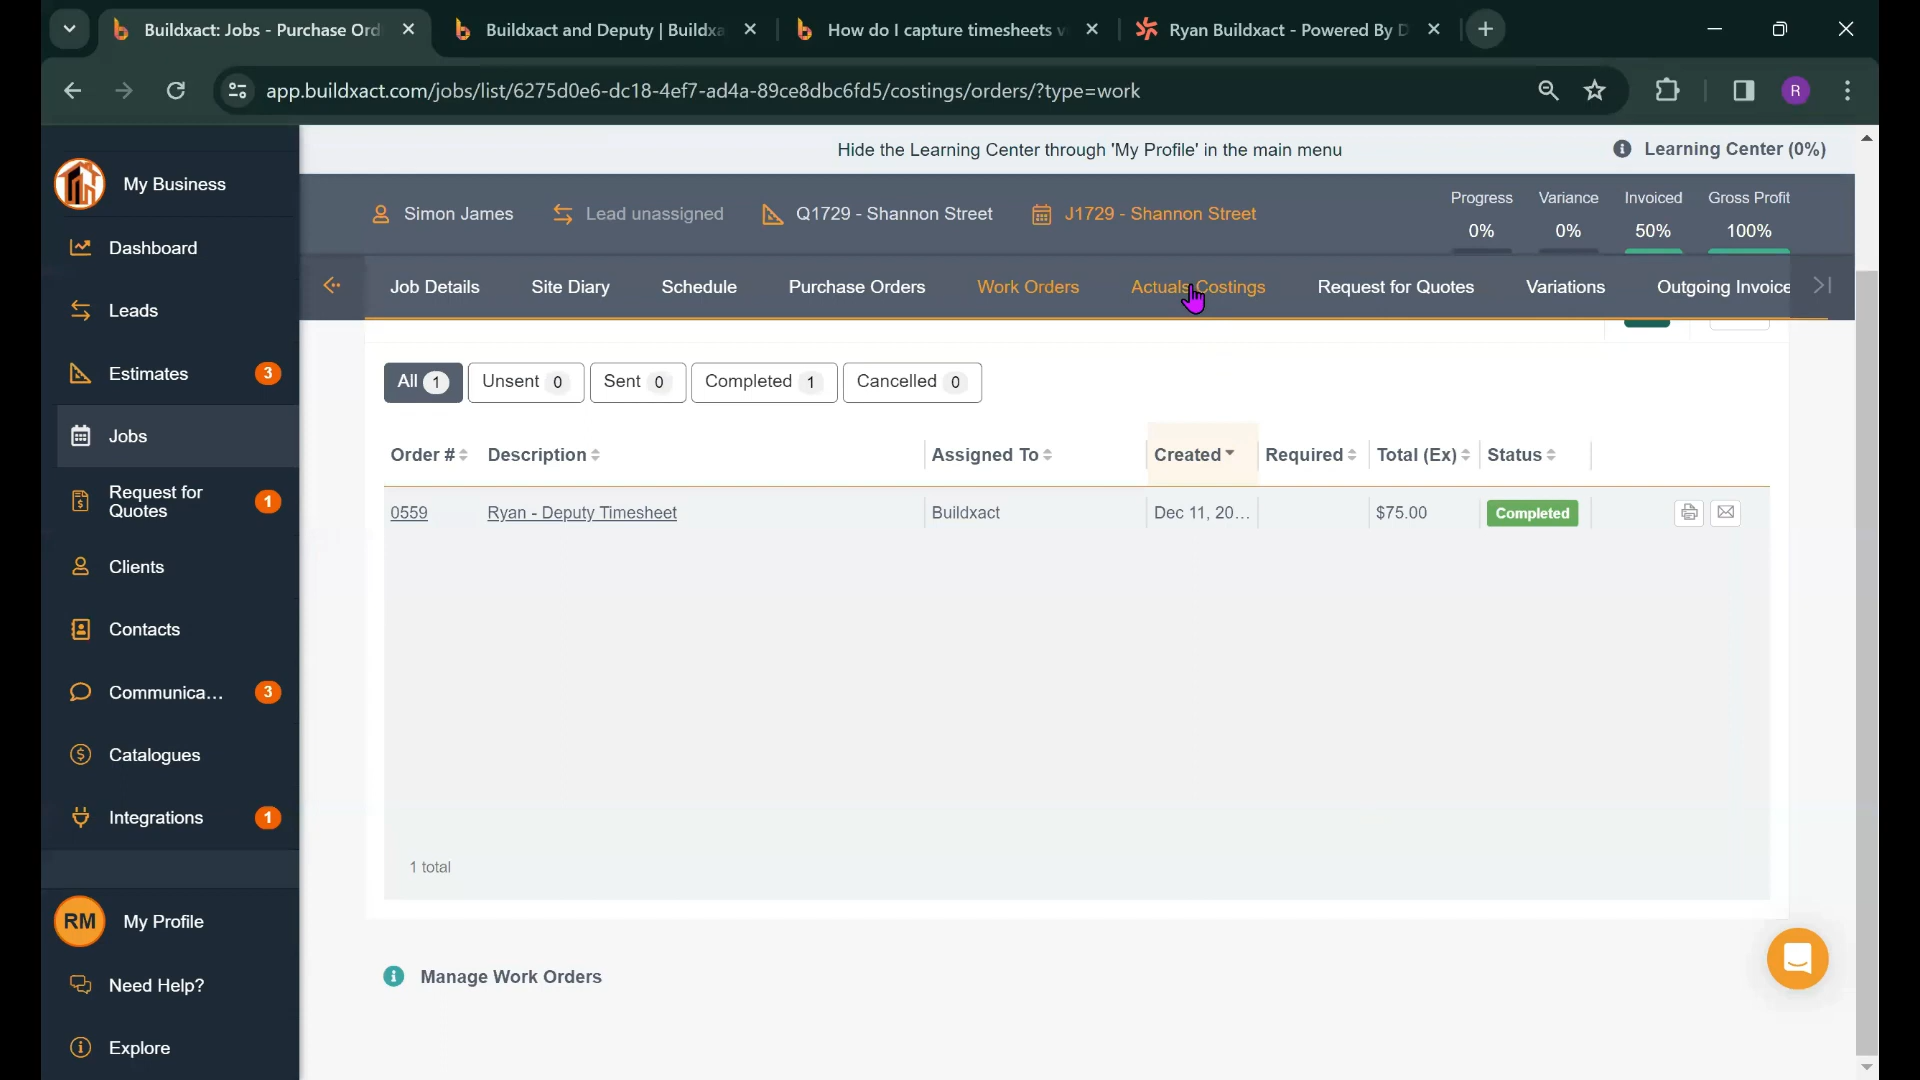 Buildxact: Jobs - Purchase Ord
Buildxact and Deputy | Buildxa
How do I capture timesheets v
Ryan Buildxact - Powered By D
app.buildxact.com/jobs/list/6275d0e6-dc18-4ef7-ad4a-89ce8dbc6fd5/costings/orders/?type=work
R
Hide the Learning Center through 'My Profile' in the main menu
Learning Center (0%)
My Business
Dashboard
Leads
Estimates 3
Jobs
Request for
Quotes 1
Clients
Contacts
Communica... 3
Catalogues
Integrations 1
RM My Profile
Need Help?
Explore
Simon James
Lead unassigned
Q1729 - Shannon Street
J1729 - Shannon Street
Progress Variance Invoiced Gross Profit
0% 0% 50% 100%
Job Details Site Diary Schedule Purchase Orders Work Orders Actuals Costings Request for Quotes Variations Outgoing Invoice
All 1 Unsent 0 Sent 0 Completed 1 Cancelled 0
Order # Description Assigned To Created Required Total (Ex) Status
0559 Ryan - Deputy Timesheet Buildxact Dec 11, 20... $75.00 Completed
1 total
Manage Work Orders